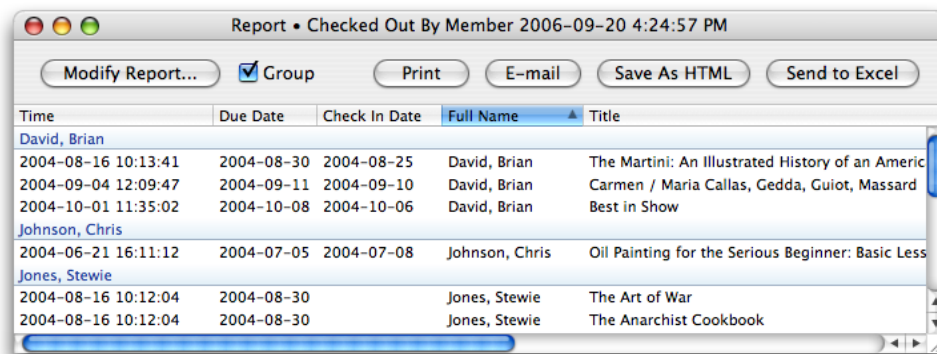 Report • Checked Out By Member 2006-09-20 4:24:57 PM
Modify Report... Group Print E-mail Save As HTML Send to Excel
Time Due Date Check In Date Full Name Title
David, Brian
2004-08-16 10:13:41 2004-08-30 2004-08-25 David, Brian The Martini: An Illustrated History of an Americ
2004-09-04 12:09:47 2004-09-11 2004-09-10 David, Brian Carmen / Maria Callas, Gedda, Guiot, Massard
2004-10-01 11:35:02 2004-10-08 2004-10-06 David, Brian Best in Show
Johnson, Chris
2004-06-21 16:11:12 2004-07-05 2004-07-08 Johnson, Chris Oil Painting for the Serious Beginner: Basic Less
Jones, Stewie
2004-08-16 10:12:04 2004-08-30 Jones, Stewie The Art of War
2004-08-16 10:12:04 2004-08-30 Jones, Stewie The Anarchist Cookbook